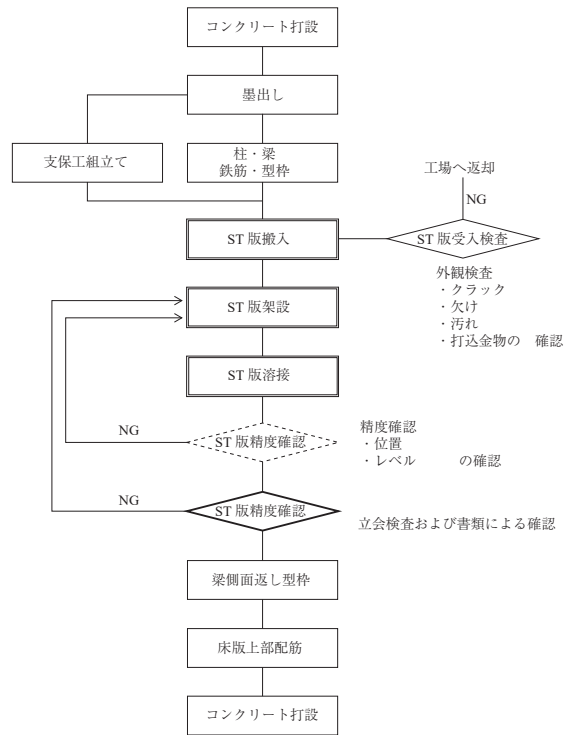 コンクリート打設
墨出し
支保工組立て
柱・梁
鉄筋・型枠
工場へ返却
NG
ST 版搬入
ST 版受入検査
外観検査
・クラック
・欠け
・汚れ
・打込金物の 確認
ST 版架設
ST 版溶接
NG
ST 版精度確認
精度確認
・位置
・レベル の確認
NG
ST 版精度確認
立会検査および書類による確認
梁側面返し型枠
床版上部配筋
コンクリート打設